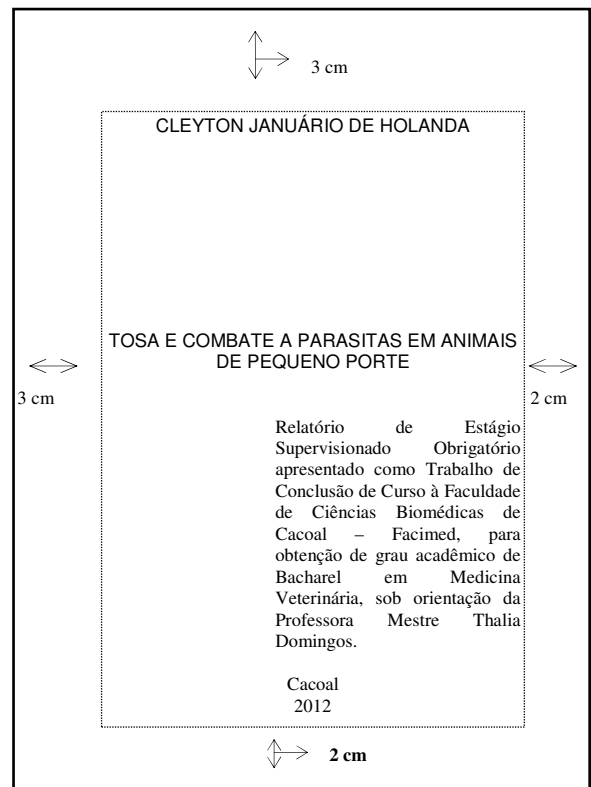 3 cm
CLEYTON JANUÁRIO DE HOLANDA
TOSA E COMBATE A PARASITAS EM ANIMAIS
DE PEQUENO PORTE
3 cm
2 cm
Relatório de Estágio
Supervisionado Obrigatório
apresentado como Trabalho de
Conclusão de Curso à Faculdade
de Ciências Biomédicas de
Cacoal – Facimed, para
obtenção de grau acadêmico de
Bacharel em Medicina
Veterinária, sob orientação da
Professora Mestre Thalia
Domingos.
Cacoal
2012
2 cm